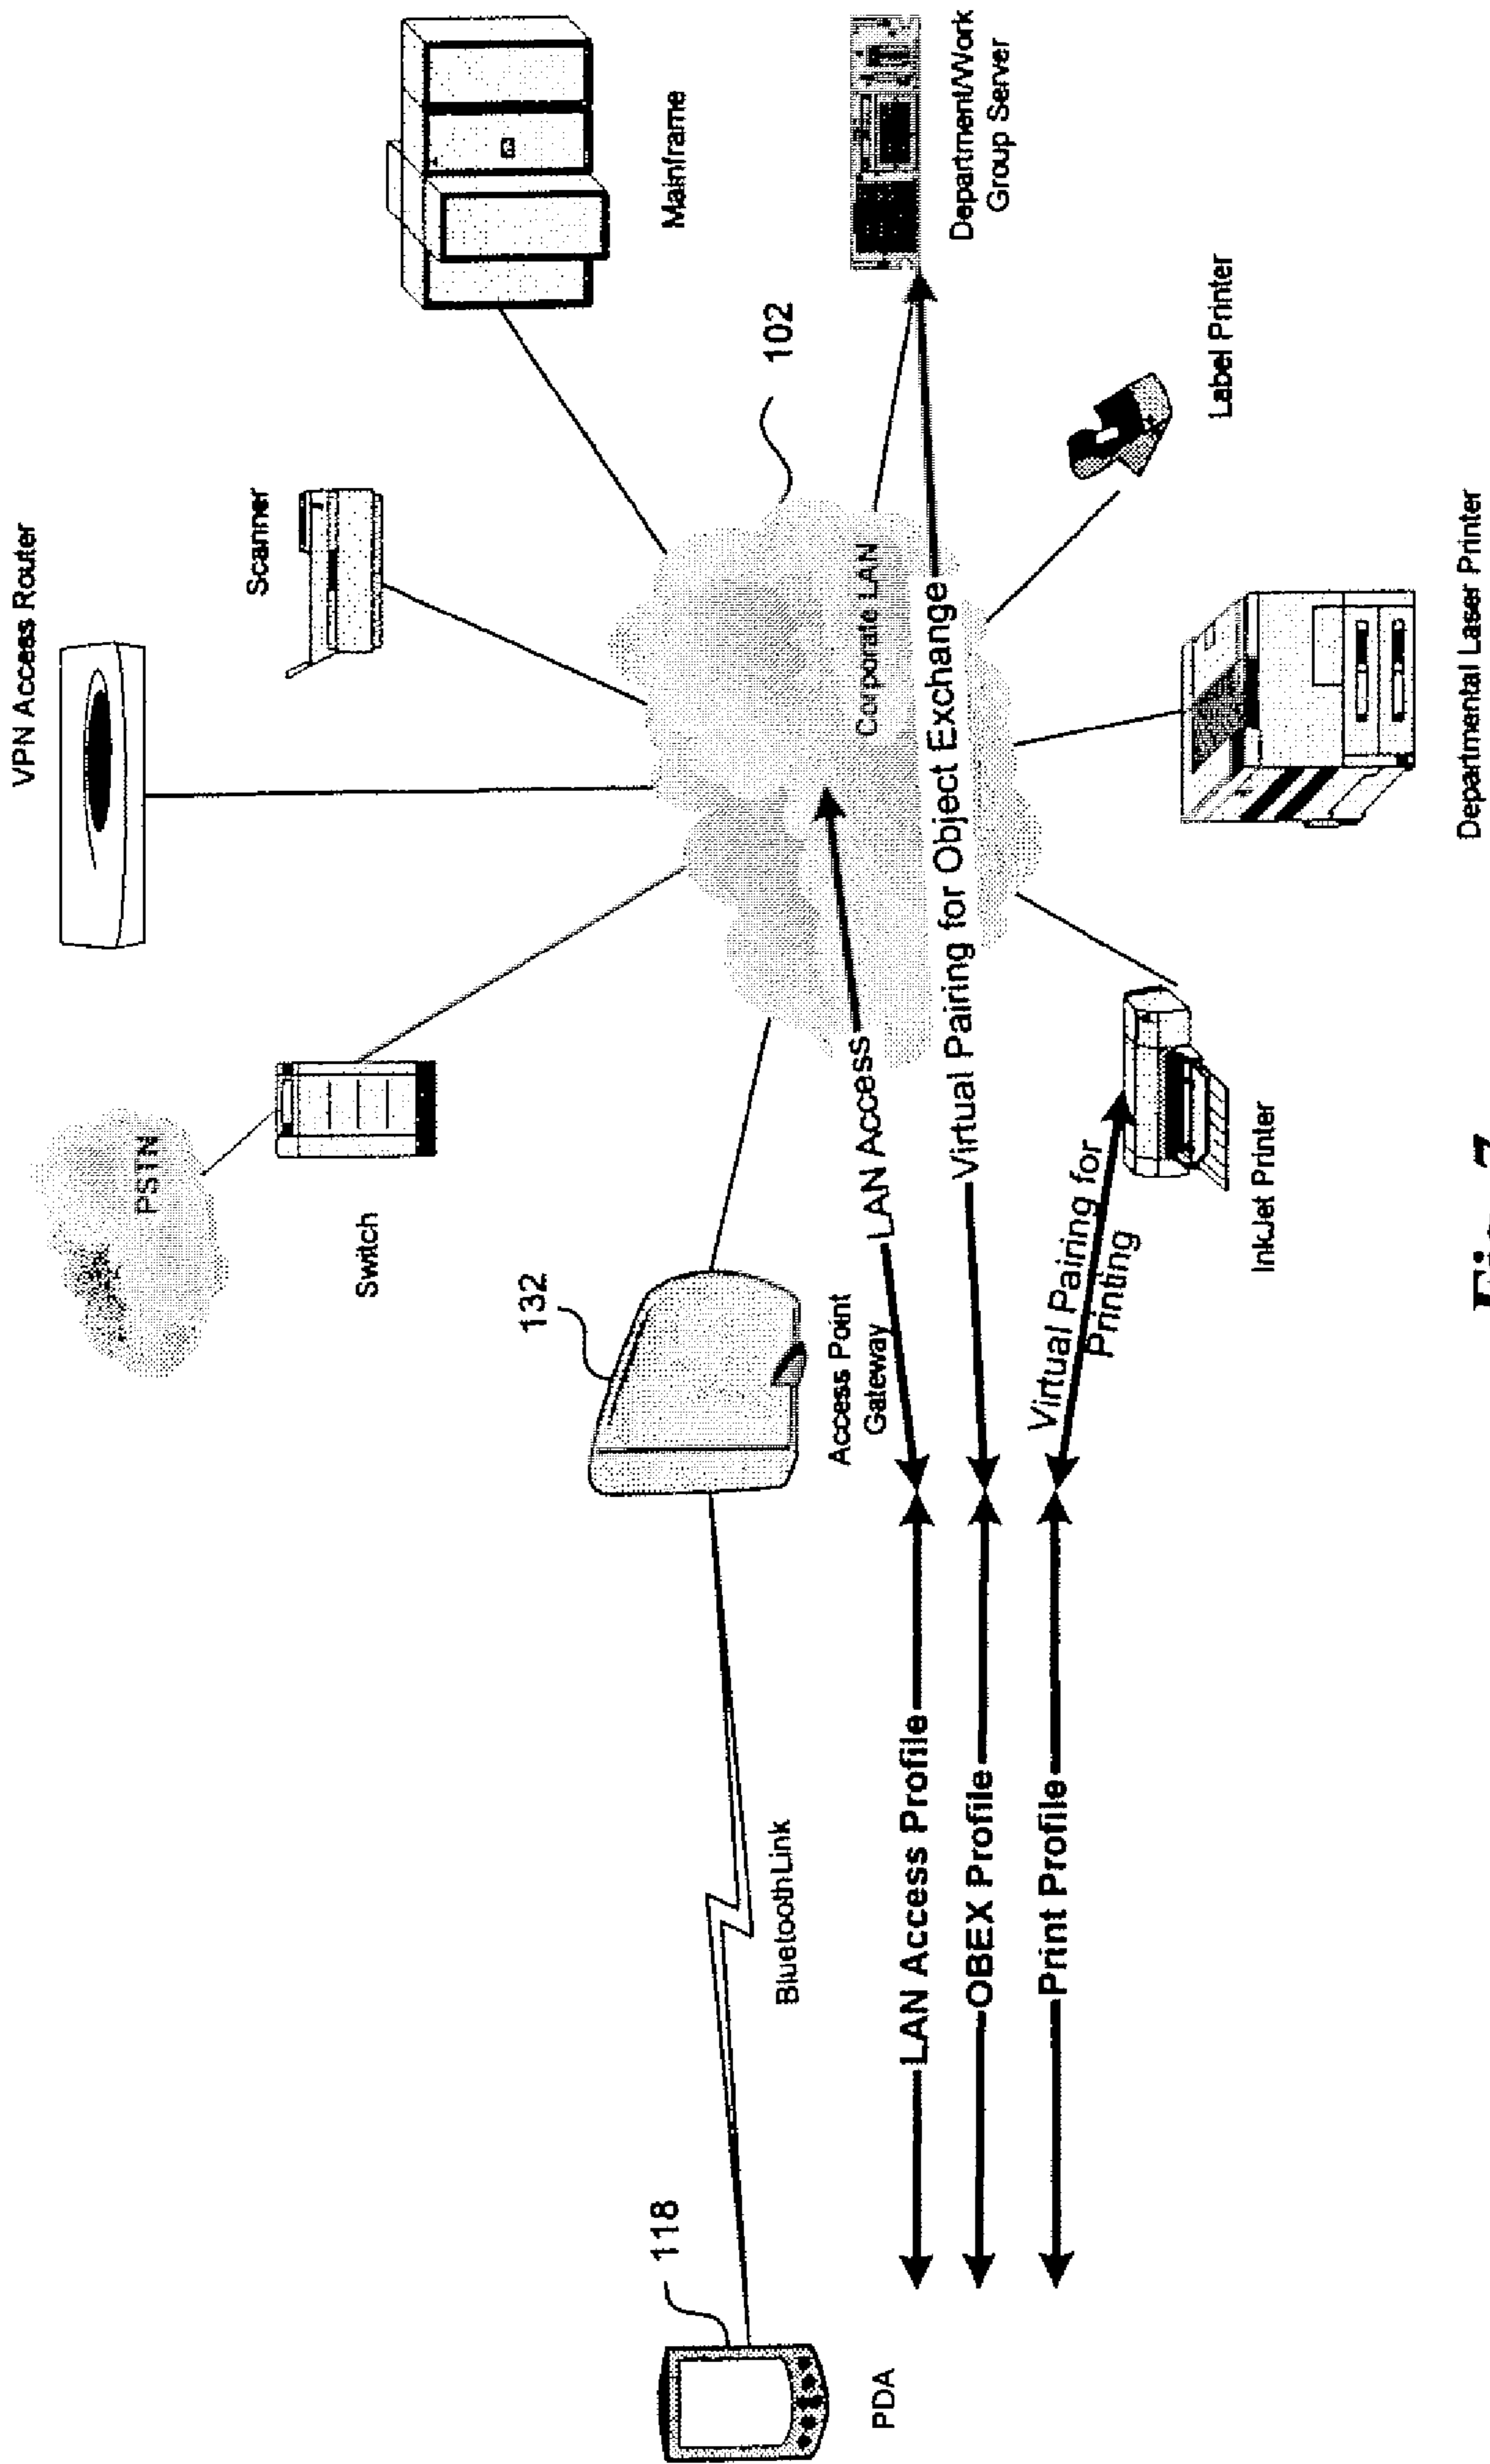 VPN Access Router
PSTN
Scanner
Switch
Mainframe
132
102
118
Bluetooth Link
Access Point
Gateway
Corporate LAN
PDA
LAN Access Profile
LAN Access
Department/Work
Group Server
OBEX Profile
Virtual Pairing for Object Exchange
Print Profile
Virtual Pairing for
Printing
Label Printer
InkJet Printer
Departmental Laser Printer